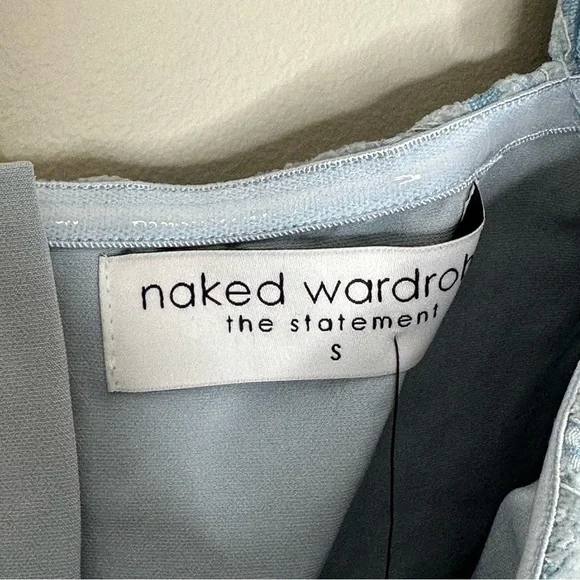 naked wardrob
the statement
S